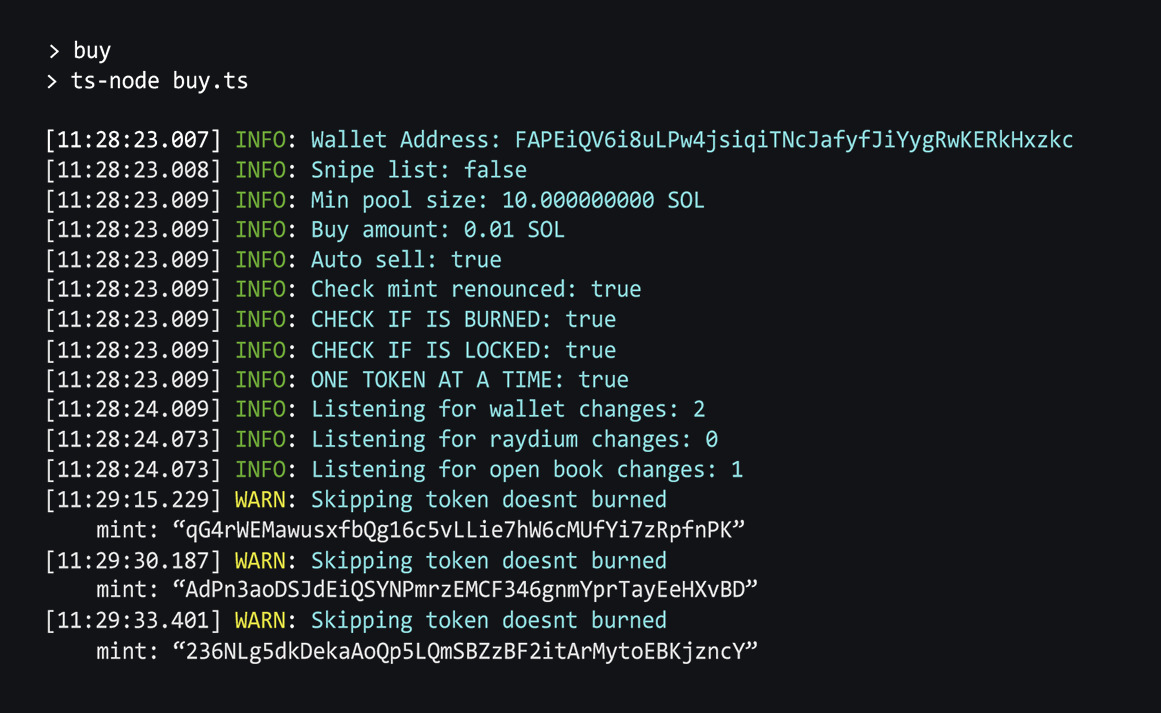 > buy
> ts-node buy.ts
[11:28:23.007] INFO: Wallet Address: FAPEiQV6i8uLPw4jsiqiTNcJafyfJiYygRwKERkHxzkc
[11:28:23.008] INFO: Snipe list: false
[11:28:23.009] INFO: Min pool size: 10.000000000 SOL
[11:28:23.009] INFO: Buy amount: 0.01 SOL
[11:28:23.009] INFO: Auto sell: true
[11:28:23.009] INFO: Check mint renounced: true
[11:28:23.009] INFO: CHECK IF IS BURNED: true
[11:28:23.009] INFO: CHECK IF IS LOCKED: true
[11:28:23.009] INFO: ONE TOKEN AT A TIME: true
[11:28:24.009] INFO: Listening for wallet changes: 2
[11:28:24.073] INFO: Listening for raydium changes: 0
[11:28:24.073] INFO: Listening for open book changes: 1
[11:29:15.229] WARN: Skipping token doesnt burned
mint: “qG4rWEMawusxfbQg16c5vLLie7hW6cMUfYi7zRpfnPK”
[11:29:30.187] WARN: Skipping token doesnt burned
mint: “AdPn3aoDSJdEiQSYNPmrzEMCF346gnmYprTayEeHXvBD”
[11:29:33.401] WARN: Skipping token doesnt burned
mint: “236NLg5dkDekaAoQp5LQmSBZzBF2itArMytoEBKjzncY”